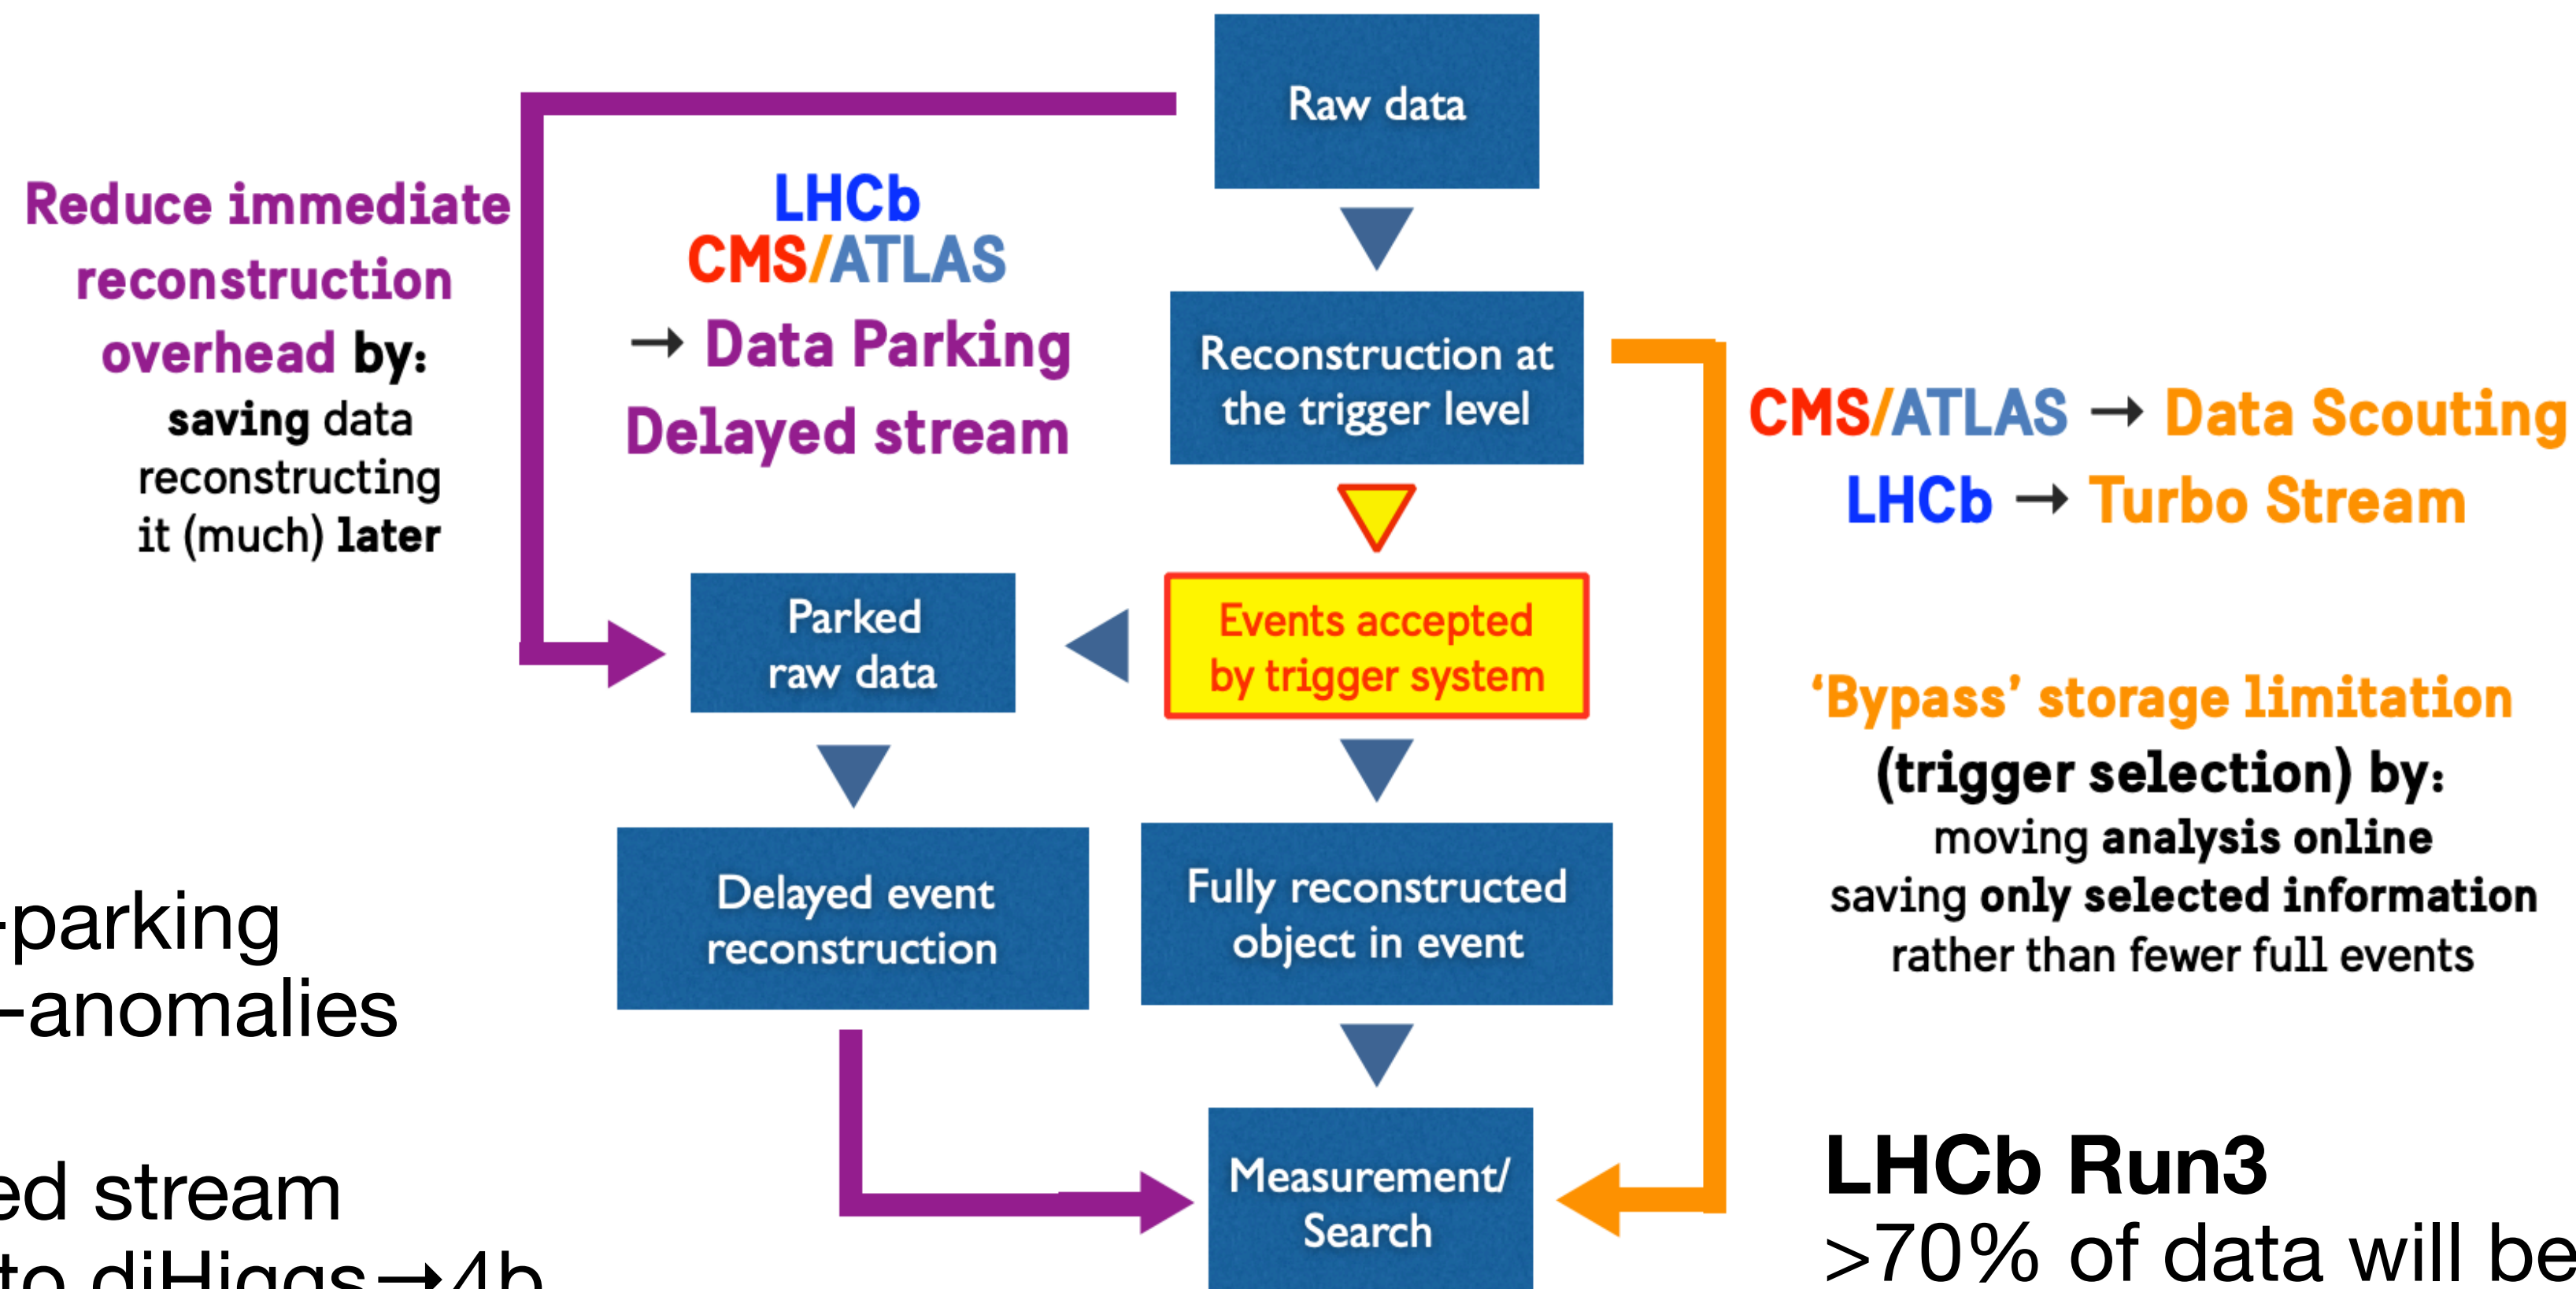 Raw data
Reduce immediate
reconstruction
overhead by:
saving data
reconstructing
it (much) later
LHCb
CMS/ATLAS
→ Data Parking
Delayed stream
Reconstruction at
the trigger level
CMS/ATLAS → Data Scouting
LHCb → Turbo Stream
Parked
raw data
Events accepted
by trigger system
'Bypass' storage limitation
(trigger selection) by:
moving analysis online
saving only selected information
rather than fewer full events
Delayed event
reconstruction
Fully reconstructed
object in event
-parking
-anomalies
ed stream
to diHiggs→4b
Measurement/
Search
LHCb Run3
>70% of data will be